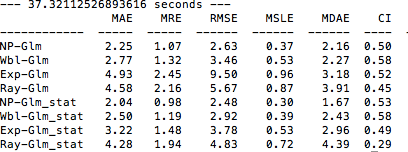 --- 37.32112526893616 seconds ---
MAE MRE RMSE MSLE MDAE CI
------------- ----- ----- ------ ------ ------ ----
NP-Glm 2.25 1.07 2.63 0.37 2.16 0.50
Wbl-Glm 2.77 1.32 3.46 0.53 2.27 0.58
Exp-Glm 4.93 2.45 9.50 0.96 3.18 0.52
Ray-Glm 4.58 2.16 5.67 0.87 3.91 0.45
NP-Glm_stat 2.04 0.98 2.48 0.30 1.67 0.53
Wbl-Glm_stat 2.50 1.19 2.92 0.39 2.43 0.58
Exp-Glm_stat 3.22 1.48 3.78 0.53 2.96 0.49
Ray-Glm_stat 4.28 1.94 4.83 0.72 4.39 0.29